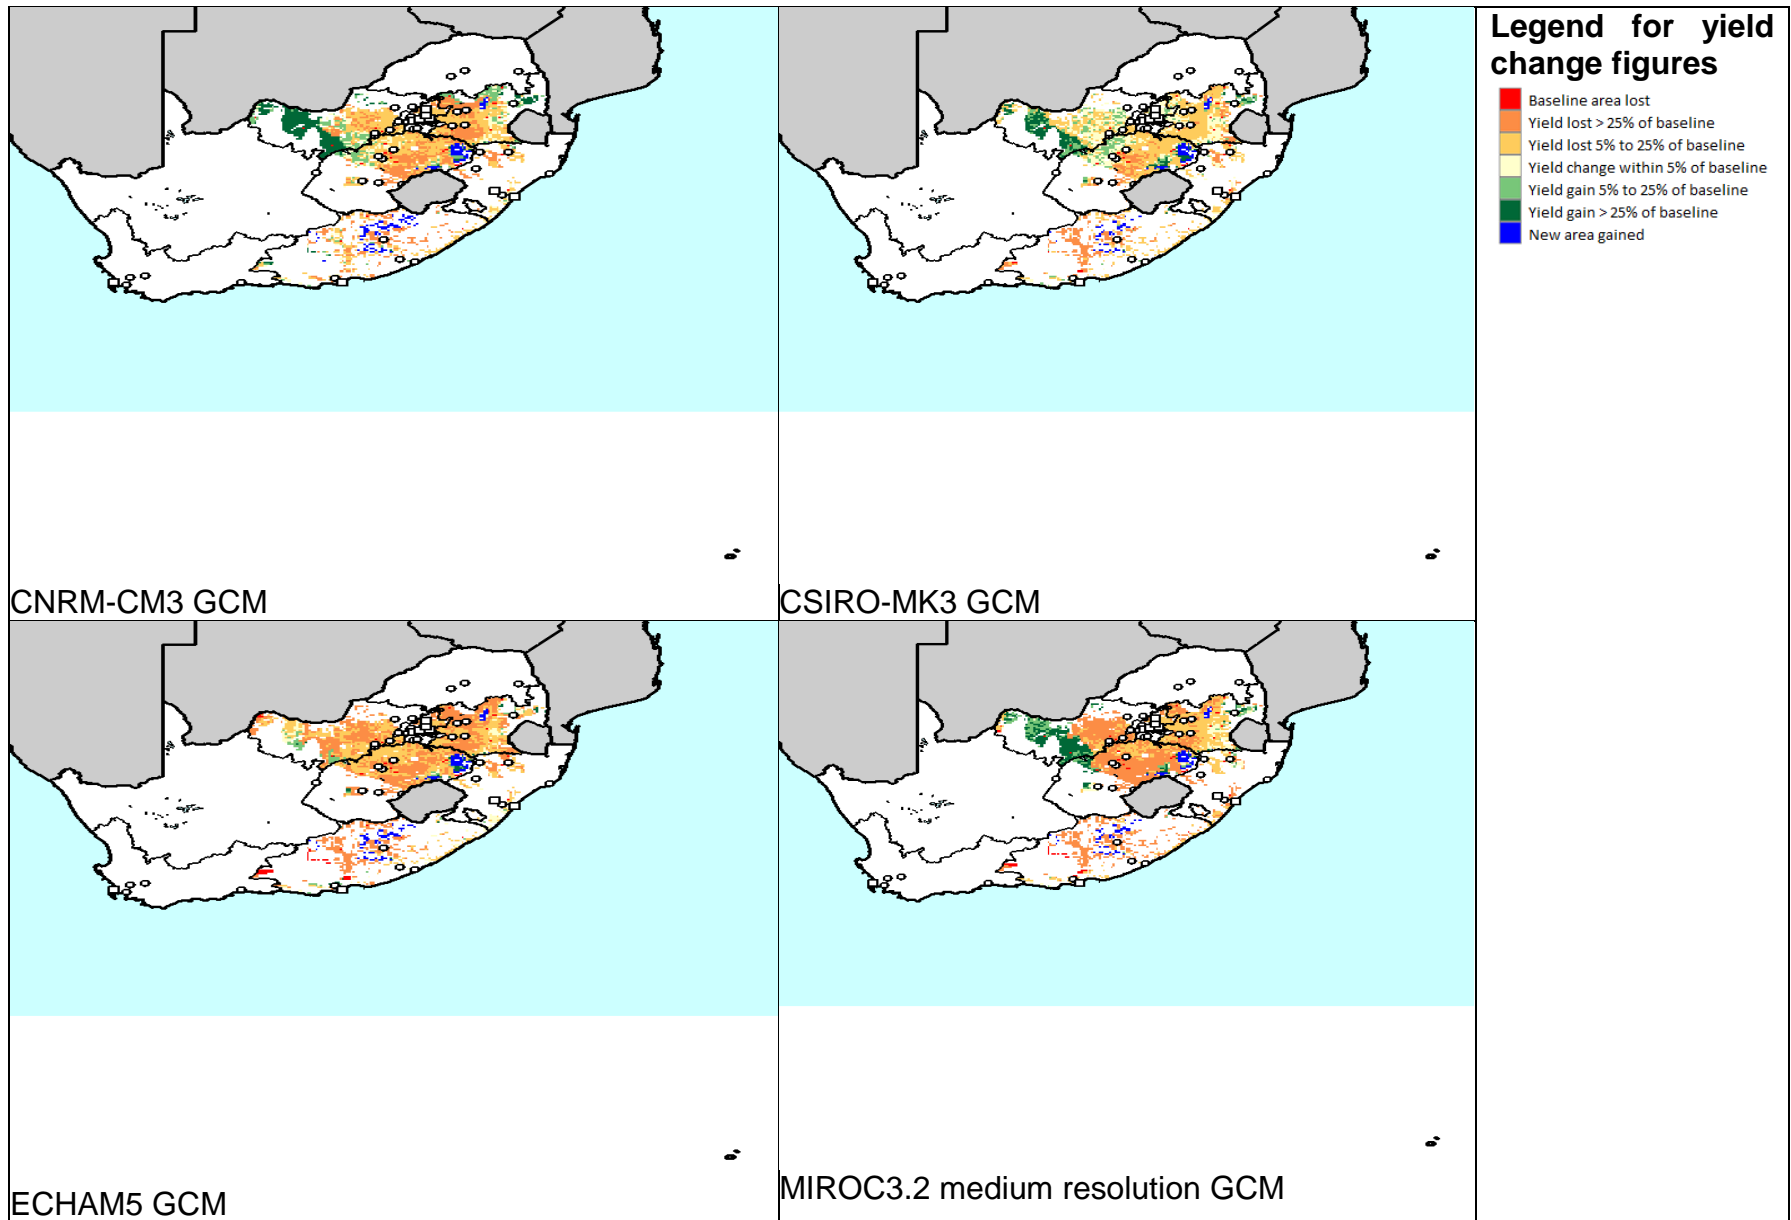 Legend for yield
change figures
Baseline area lost
Yield lost > 25% of baseline
Yield lost 5% to 25% of baseline
Yield change within 5% of baseline
Yield gain 5% to 25% of baseline
Yield gain > 25% of baseline
New area gained
CNRM-CM3 GCM
CSIRO-MK3 GCM
ECHAM5 GCM
MIROC3.2 medium resolution GCM